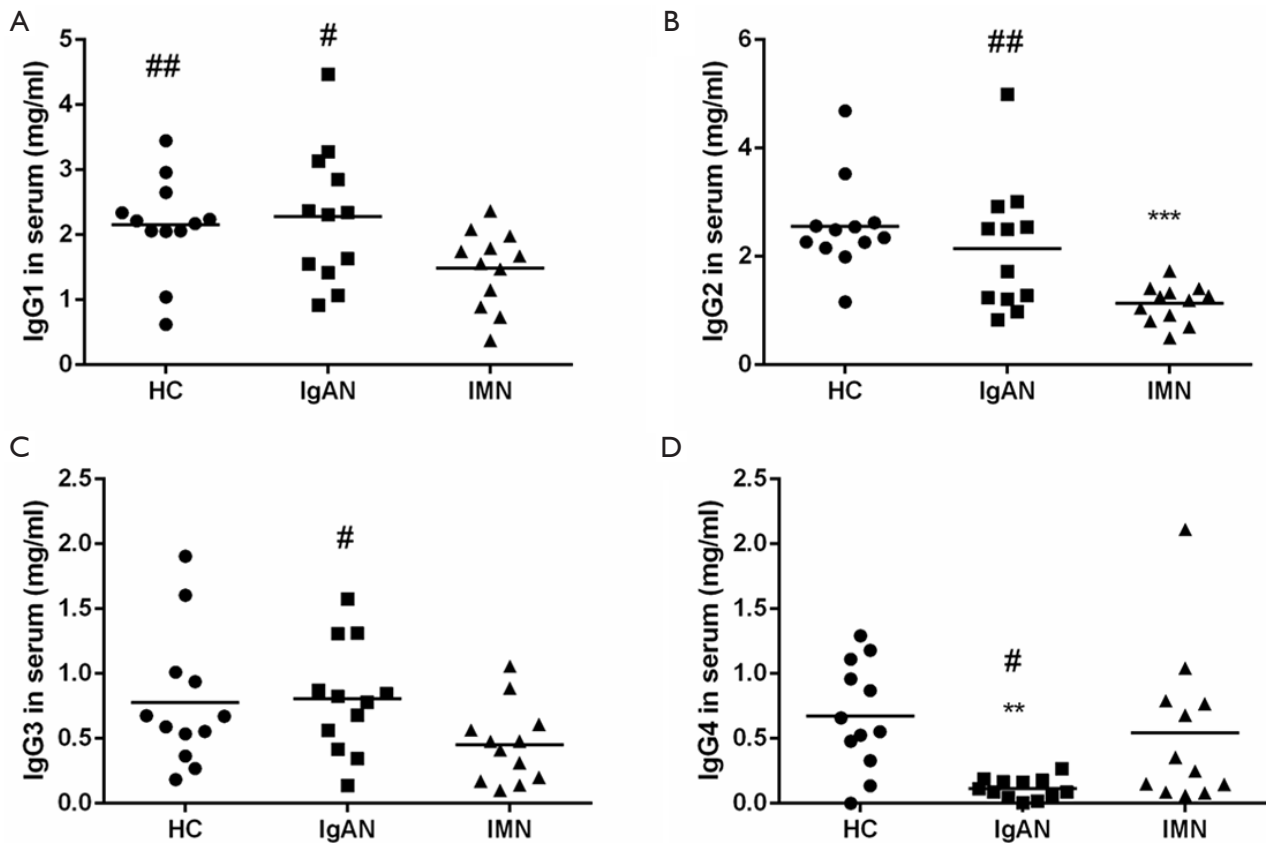 A
IgG1 in serum (mg/ml)
5
4
3
2
1
0
##
#
HC IgAN IMN
B
IgG2 in serum (mg/ml)
6
4
2
0
##
***
HC IgAN IMN
C
IgG3 in serum (mg/ml)
2.5
2.0
1.5
1.0
0.5
0.0
#
HC IgAN IMN
D
IgG4 in serum (mg/ml)
2.5
2.0
1.5
1.0
0.5
0.0
#
**
HC IgAN IMN